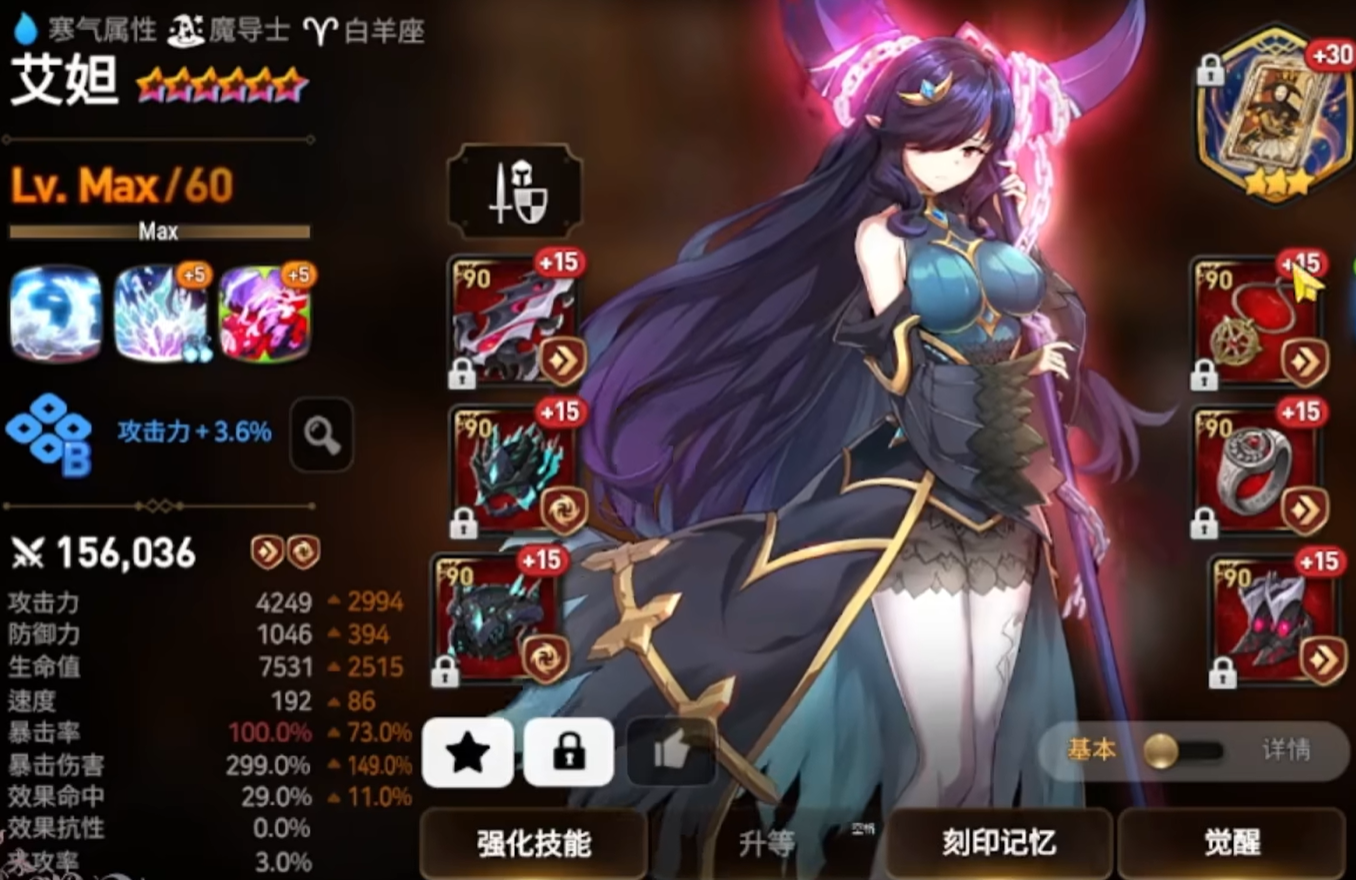 寒气属性 魔导士 白羊座
艾妲
Lv. Max/60
Max
+5 +5
B 攻击力+3.6%
156,036
攻击力 4249 2994
防御力 1046 394
生命值 7531 2515
速度 192 86
暴击率 100.0% 73.0%
暴击伤害 299.0% 149.0%
效果命中 29.0% 11.0%
效果抗性 0.0%
夹攻率 3.0%
90 +15
90 +15
90 +15
+30
90 +15
90 +15
90 +15
基本 详情
强化技能 升等 刻印记忆 觉醒